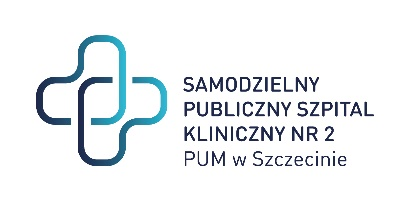 SAMODZIELNY
PUBLICZNY SZPITAL
KLINICZNY NR 2
PUM w Szczecinie